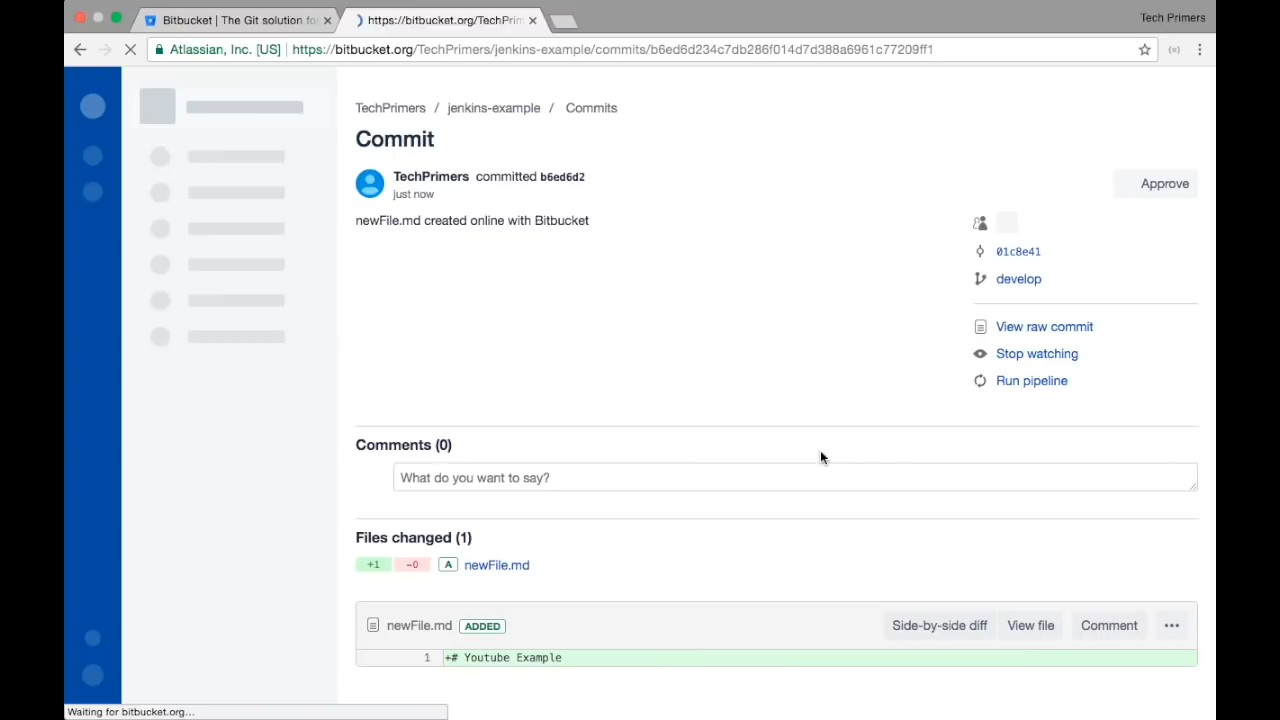 Bitbucket | The Git solution fo
https://bitbucket.org/TechPrim
Tech Primers
Atlassian, Inc. [US] | https://bitbucket.org/TechPrimers/jenkins-example/commits/b6ed6d234c7db286f014d7d388a6961c77209ff1
TechPrimers / jenkins-example / Commits
Commit
TechPrimers committed b6ed6d2
just now
Approve
newFile.md created online with Bitbucket
01c8e41
develop
View raw commit
Stop watching
Run pipeline
Comments (0)
What do you want to say?
Files changed (1)
+1 −0 A newFile.md
newFile.md ADDED Side-by-side diff View file Comment •••
1 +# Youtube Example
Waiting for bitbucket.org...